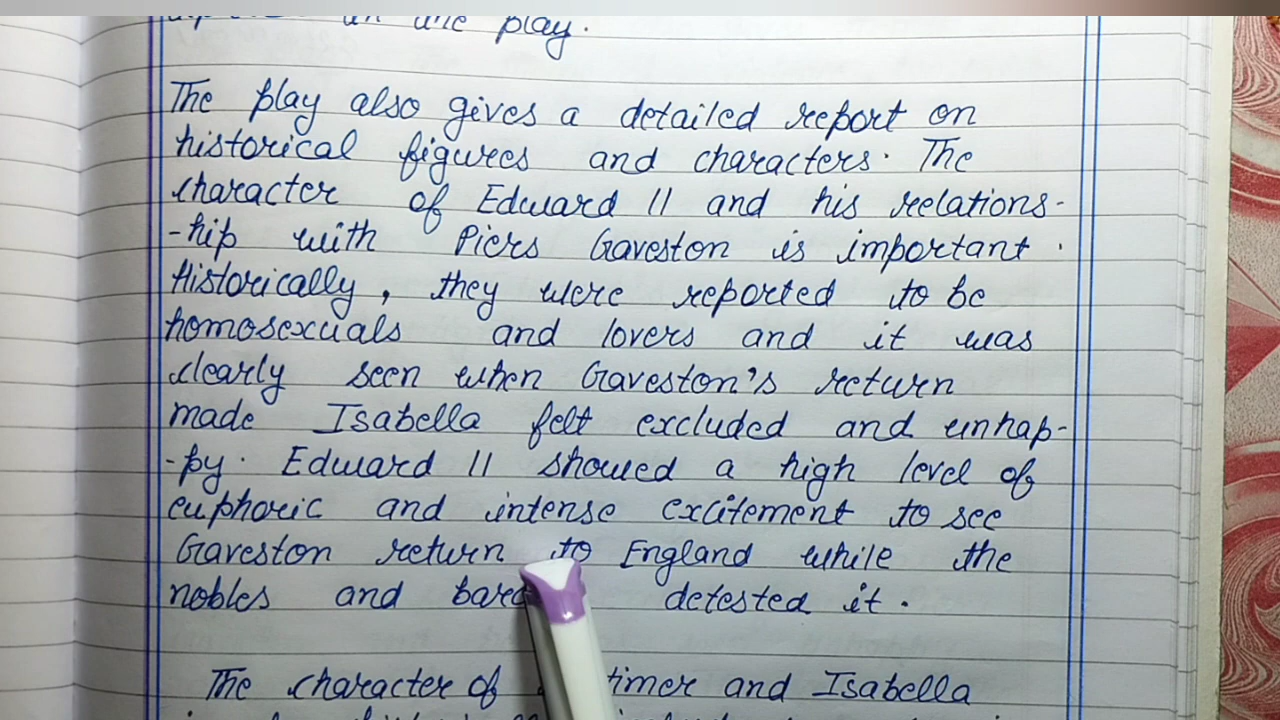 in the play.
The play also gives a detailed report on
historical figures and characters. The
character of Edward II and his relations-
-hip with Piers Gaveston is important.
Historically, they were reported to be
homosexuals and lovers and it was
clearly seen when Gaveston's return
made Isabella felt excluded and unhap-
-py. Edward II showed a high level of
euphoric and intense excitement to see
Gaveston return to England while the
nobles and detested it.
The character of and Isabella